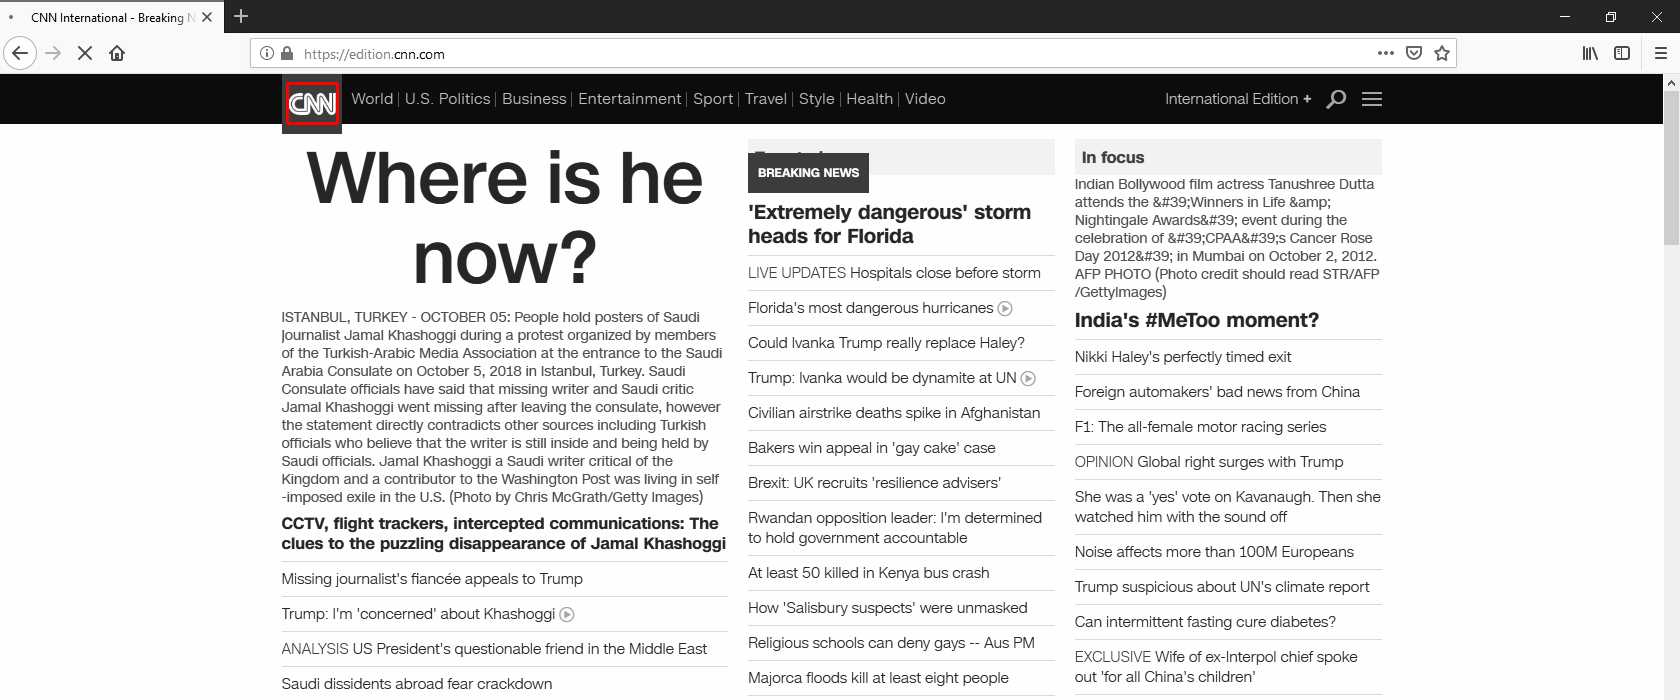 CNN International - Breaking N
https://edition.cnn.com
CNN
World | U.S. Politics | Business | Entertainment | Sport | Travel | Style | Health | Video
International Edition +
Where is he
now?
ISTANBUL, TURKEY - OCTOBER 05: People hold posters of Saudi
journalist Jamal Khashoggi during a protest organized by members
of the Turkish-Arabic Media Association at the entrance to the Saudi
Arabia Consulate on October 5, 2018 in Istanbul, Turkey. Saudi
Consulate officials have said that missing writer and Saudi critic
Jamal Khashoggi went missing after leaving the consulate, however
the statement directly contradicts other sources including Turkish
officials who believe that the writer is still inside and being held by
Saudi officials. Jamal Khashoggi a Saudi writer critical of the
Kingdom and a contributor to the Washington Post was living in self
-imposed exile in the U.S. (Photo by Chris McGrath/Getty Images)
CCTV, flight trackers, intercepted communications: The
clues to the puzzling disappearance of Jamal Khashoggi
Missing journalist's fiancée appeals to Trump
Trump: I'm 'concerned' about Khashoggi
ANALYSIS US President's questionable friend in the Middle East
Saudi dissidents abroad fear crackdown
BREAKING NEWS
'Extremely dangerous' storm
heads for Florida
LIVE UPDATES Hospitals close before storm
Florida's most dangerous hurricanes
Could Ivanka Trump really replace Haley?
Trump: Ivanka would be dynamite at UN
Civilian airstrike deaths spike in Afghanistan
Bakers win appeal in 'gay cake' case
Brexit: UK recruits 'resilience advisers'
Rwandan opposition leader: I'm determined
to hold government accountable
At least 50 killed in Kenya bus crash
How 'Salisbury suspects' were unmasked
Religious schools can deny gays -- Aus PM
Majorca floods kill at least eight people
In focus
Indian Bollywood film actress Tanushree Dutta
attends the &#39;Winners in Life &amp;
Nightingale Awards&#39; event during the
celebration of &#39;CPAA&#39;s Cancer Rose
Day 2012&#39; in Mumbai on October 2, 2012.
AFP PHOTO (Photo credit should read STR/AFP
/GettyImages)
India's #MeToo moment?
Nikki Haley's perfectly timed exit
Foreign automakers' bad news from China
F1: The all-female motor racing series
OPINION Global right surges with Trump
She was a 'yes' vote on Kavanaugh. Then she
watched him with the sound off
Noise affects more than 100M Europeans
Trump suspicious about UN's climate report
Can intermittent fasting cure diabetes?
EXCLUSIVE Wife of ex-Interpol chief spoke
out 'for all China's children'